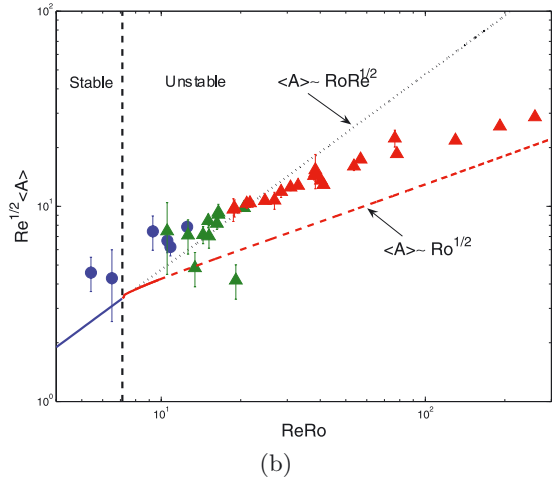 10²
Stable
Unstable
<A>~ RoRe^1/2
Re^1/2<A>
10¹
<A>~ Ro^1/2
10⁰
10¹
10²
ReRo
(b)